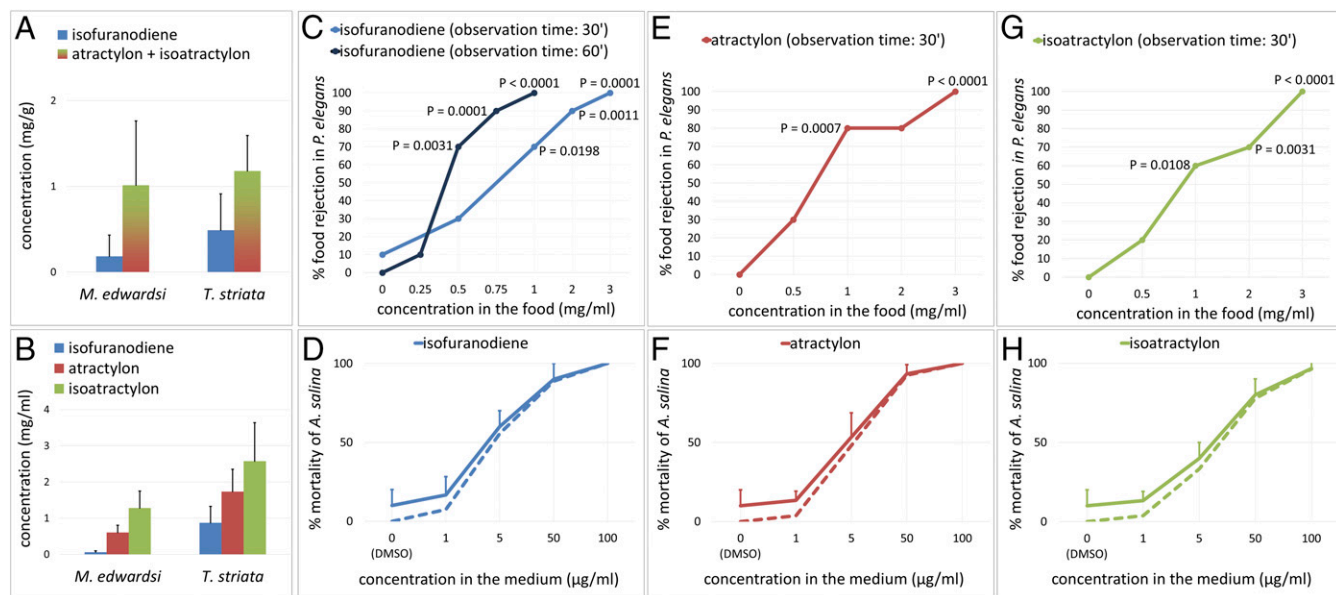 A
isofuranodiene
atractylon + isoatractylon
concentration (mg/g)
2
1
0
M. edwardsi
T. striata
B
isofuranodiene
atractylon
isoatractylon
concentration (mg/ml)
4
3
2
1
0
M. edwardsi
T. striata
C
isofuranodiene (observation time: 30')
isofuranodiene (observation time: 60')
% food rejection in P. elegans
100
90
80
70
60
50
40
30
20
10
0
P < 0.0001
P = 0.0001
P = 0.0001
P = 0.0011
P = 0.0031
P = 0.0198
0 0.25 0.5 0.75 1 2 3
concentration in the food (mg/ml)
D
isofuranodiene
% mortality of A. salina
100
50
0
0 1 5 50 100
(DMSO)
concentration in the medium (µg/ml)
E
atractylon (observation time: 30')
% food rejection in P. elegans
100
90
80
70
60
50
40
30
20
10
0
P < 0.0001
P = 0.0007
0 0.5 1 2 3
concentration in the food (mg/ml)
F
atractylon
% mortality of A. salina
100
50
0
0 1 5 50 100
(DMSO)
concentration in the medium (µg/ml)
G
isoatractylon (observation time: 30')
% food rejection in P. elegans
100
90
80
70
60
50
40
30
20
10
0
P <0.0001
P = 0.0108
P = 0.0031
0 0.5 1 2 3
concentration in the food (mg/ml)
H
isoatractylon
% mortality of A. salina
100
50
0
0 1 5 50 100
(DMSO)
concentration in the medium (µg/ml)